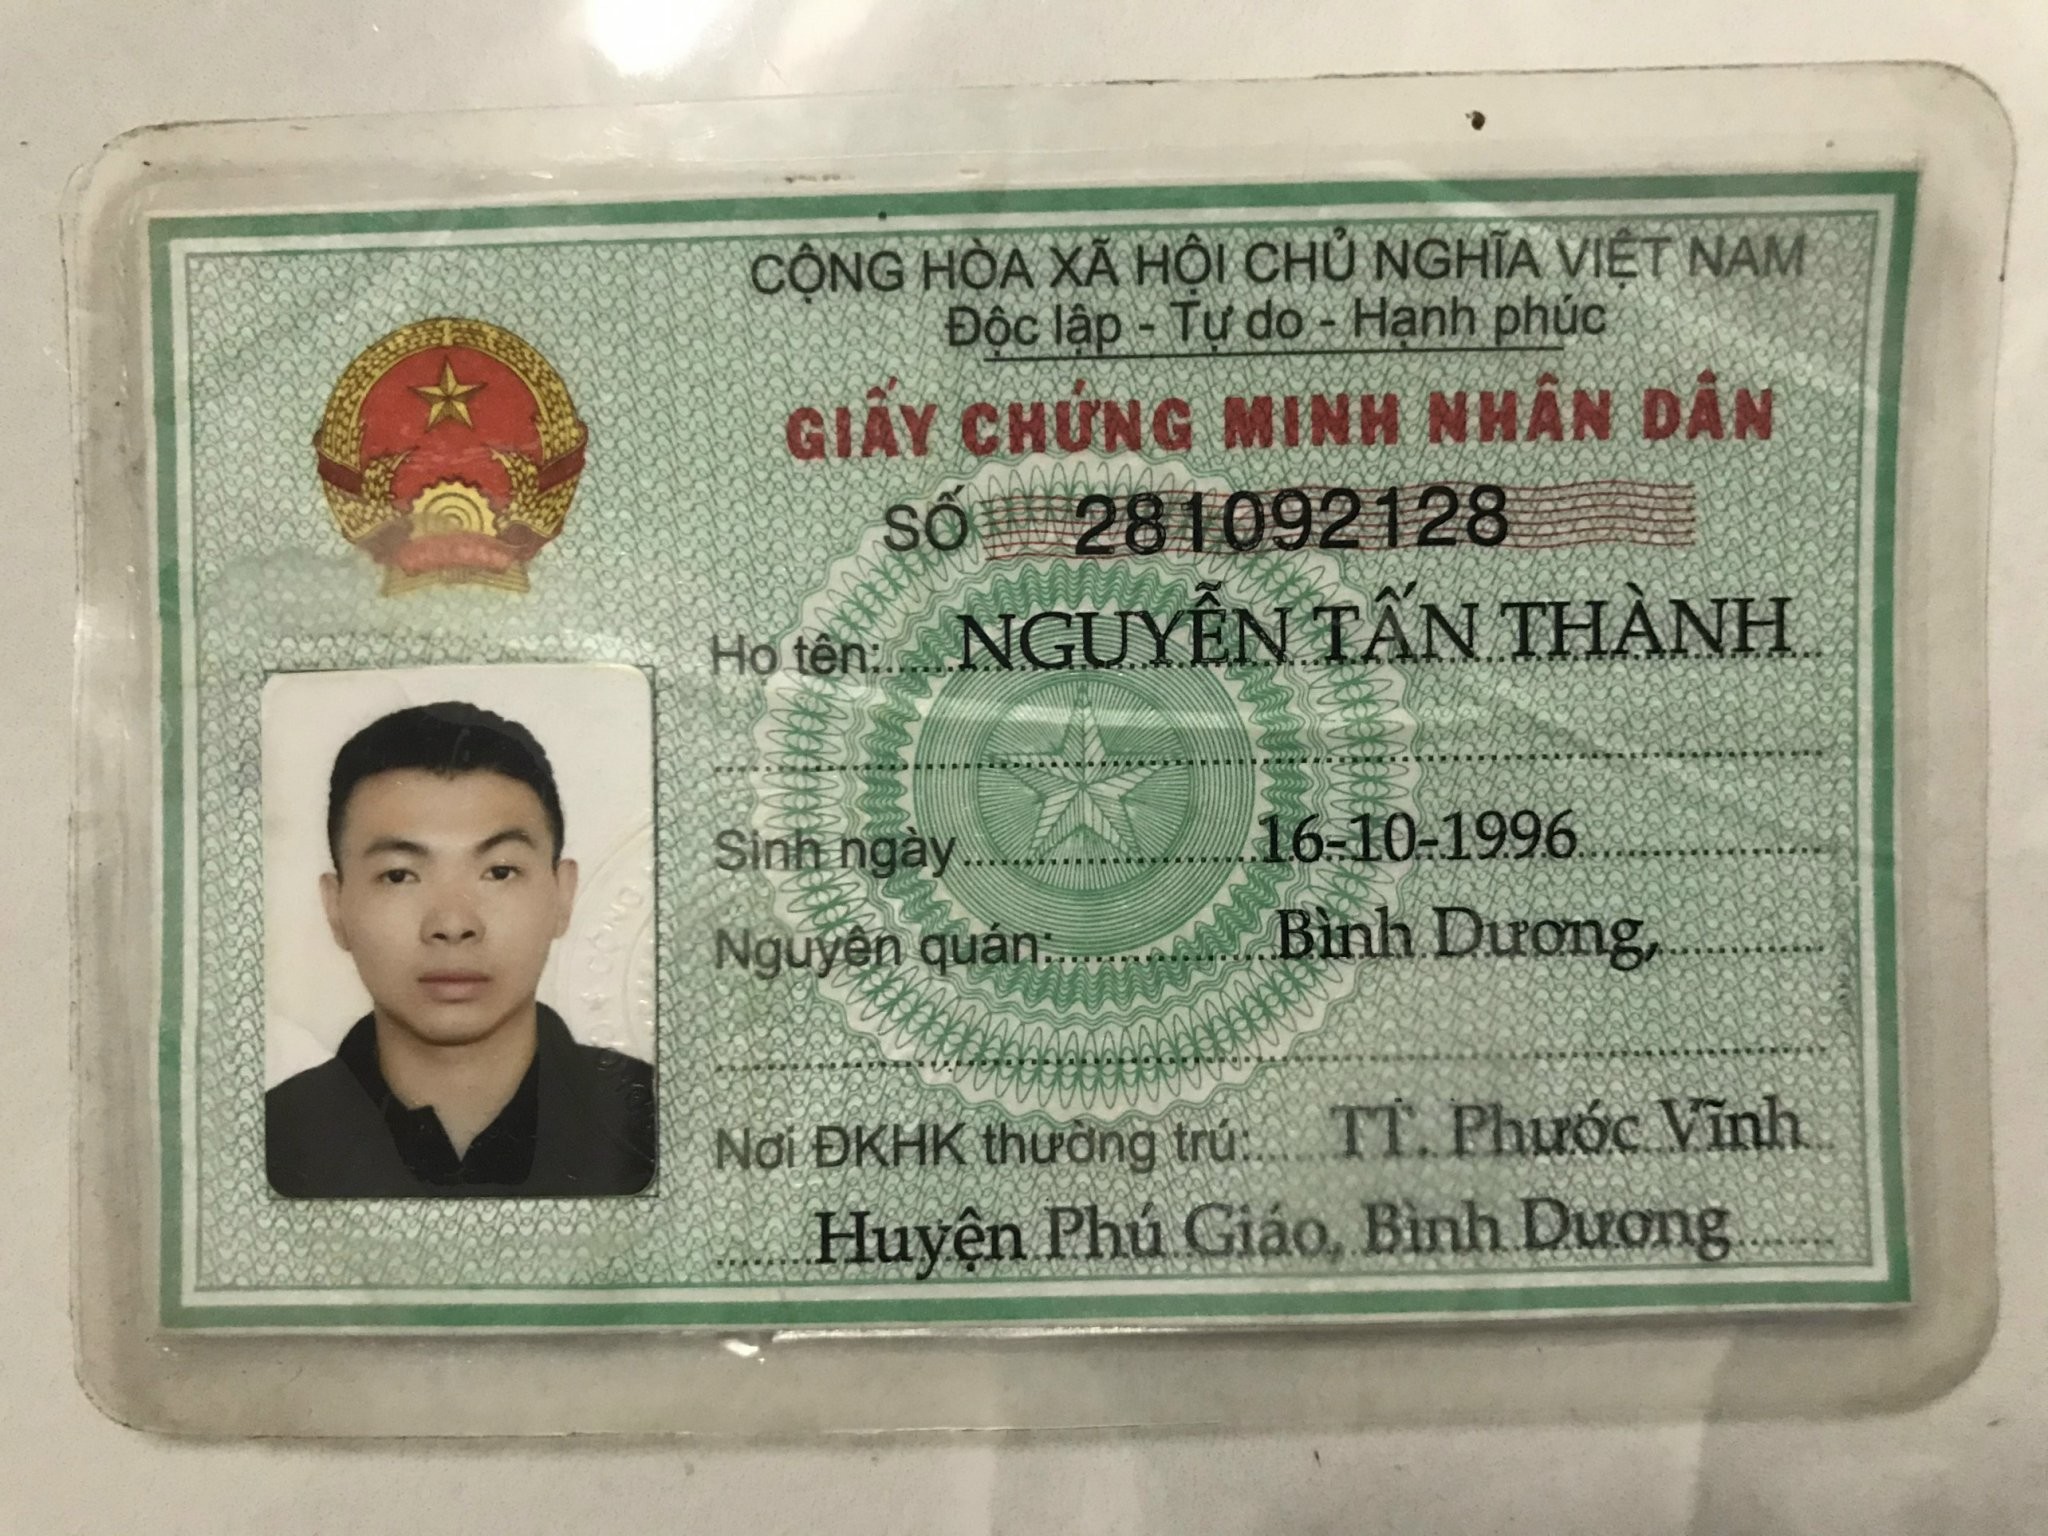 CỘNG HÒA XÃ HỘI CHỦ NGHĨA VIỆT NAM
Độc lập - Tự do - Hạnh phúc
GIẤY CHỨNG MINH NHÂN DÂN
SỐ 281092128
Họ tên: NGUYỄN TẤN THÀNH
Sinh ngày 16-10-1996
Nguyên quán: Bình Dương,
Nơi ĐKHK thường trú: TT. Phước Vĩnh
Huyện Phú Giáo, Bình Dương